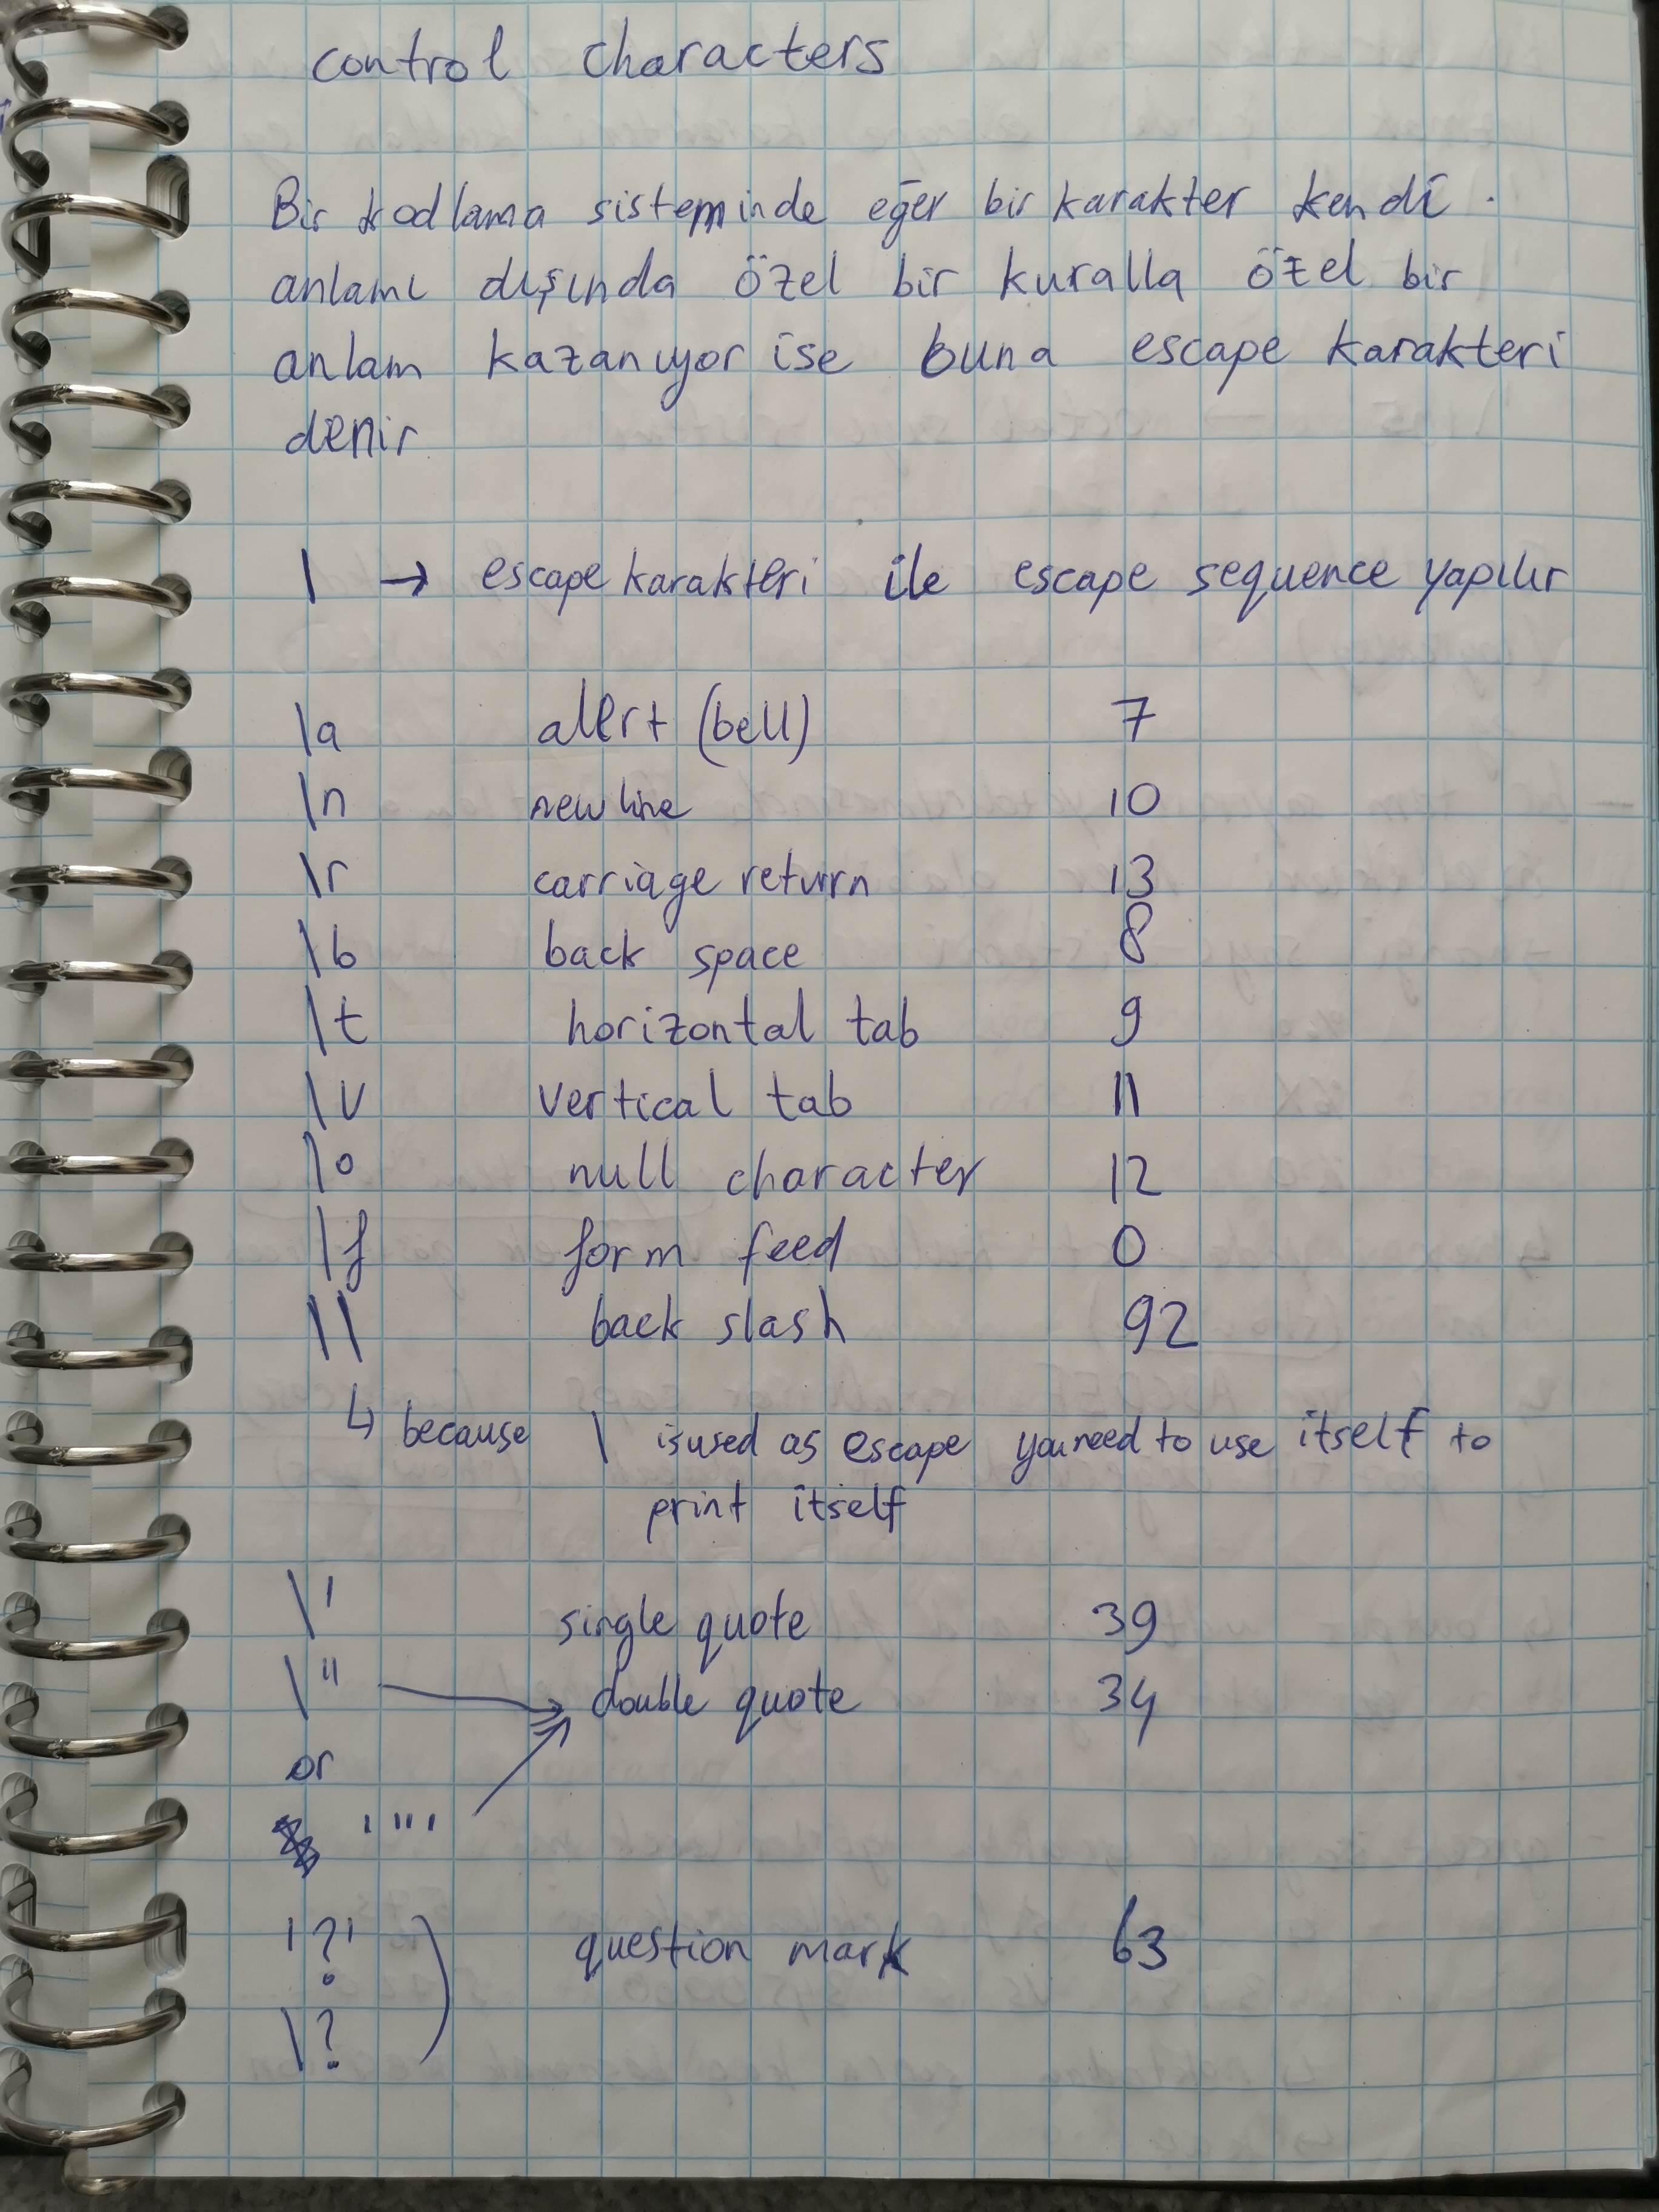 control characters
Bir kodlama sisteminde eğer bir karakter kendi
anlamı dışında özel bir kuralla özel bir
anlam kazanıyor ise buna escape karakteri
denir
\ → escape karakteri ile escape sequence yapılır
\a alert (bell) 7
\n new line 10
\r carriage return 13
\b back space 8
\t horizontal tab 9
\v vertical tab 11
\0 null character 12
\f form feed 0
\\ back slash 92
↳ because \ is used as escape you need to use itself to
print itself
\' single quote 39
\" → double quote 34
or
'"'
'?' question mark 63
\?